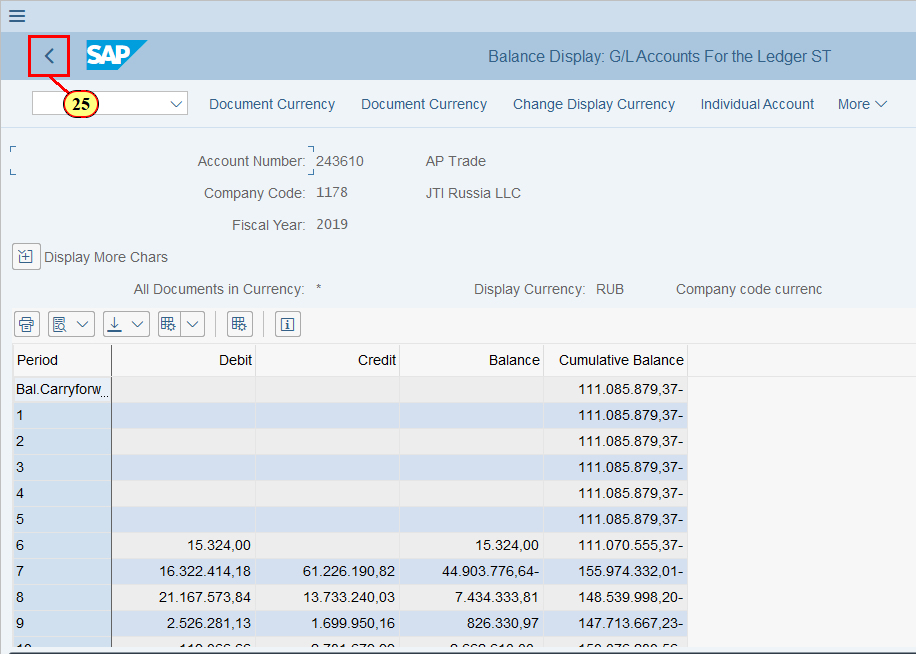 SAP
Balance Display: G/L Accounts For the Ledger ST
25
Document Currency Document Currency Change Display Currency Individual Account More
Account Number: 243610 AP Trade
Company Code: 1178 JTI Russia LLC
Fiscal Year: 2019
Display More Chars
All Documents in Currency: * Display Currency: RUB Company code currenc
Period Debit Credit Balance Cumulative Balance
Bal.Carryforw... 111.085.879,37-
1 111.085.879,37-
2 111.085.879,37-
3 111.085.879,37-
4 111.085.879,37-
5 111.085.879,37-
6 15.324,00 15.324,00 111.070.555,37-
7 16.322.414,18 61.226.190,82 44.903.776,64- 155.974.332,01-
8 21.167.573,84 13.733.240,03 7.434.333,81 148.539.998,20-
9 2.526.281,13 1.699.950,16 826.330,97 147.713.667,23-